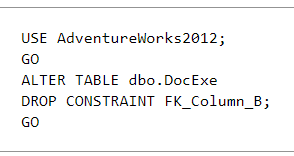 USE AdventureWorks2012;
GO
ALTER TABLE dbo.DocExe
DROP CONSTRAINT FK_Column_B;
GO